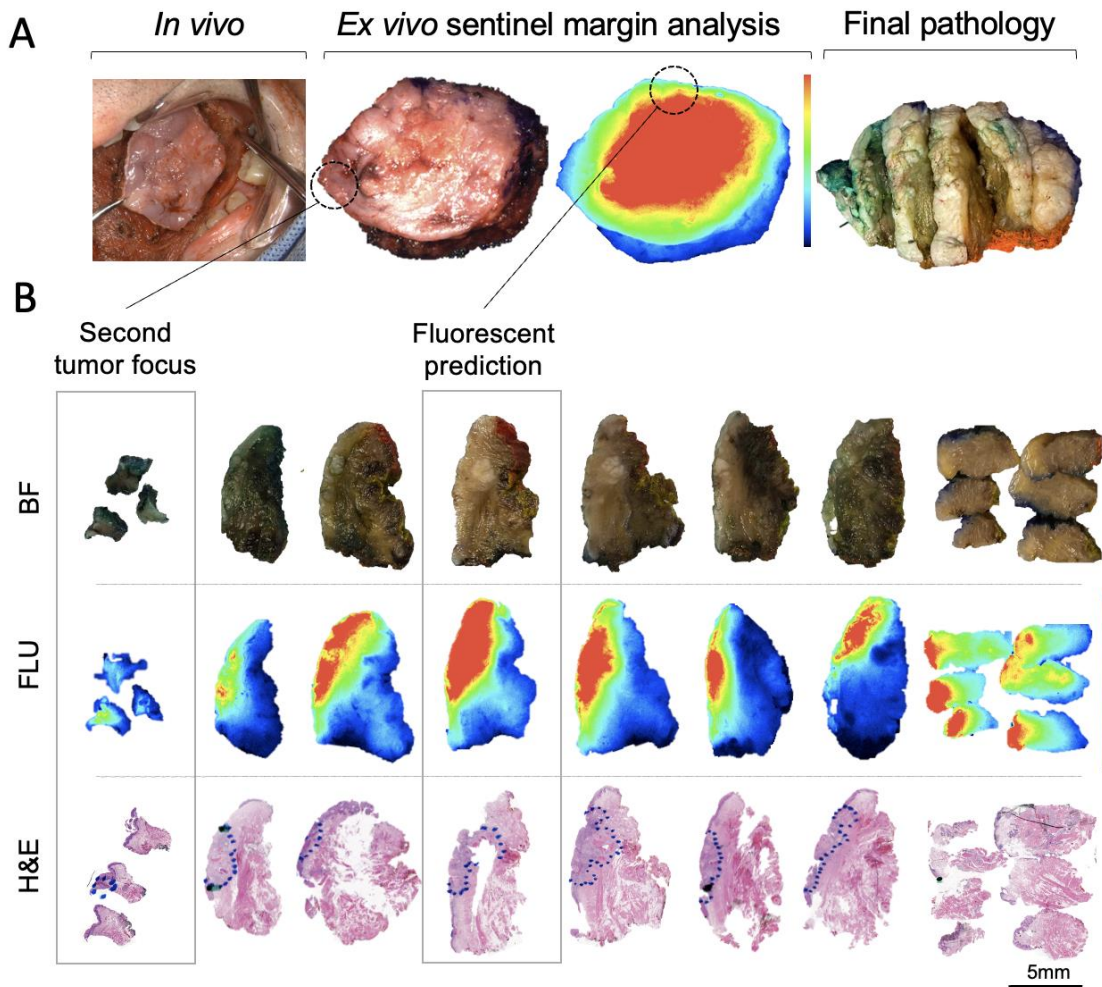 A
In vivo
Ex vivo sentinel margin analysis
Final pathology
B
Second
tumor focus
Fluorescent
prediction
BF
FLU
H&E
5mm